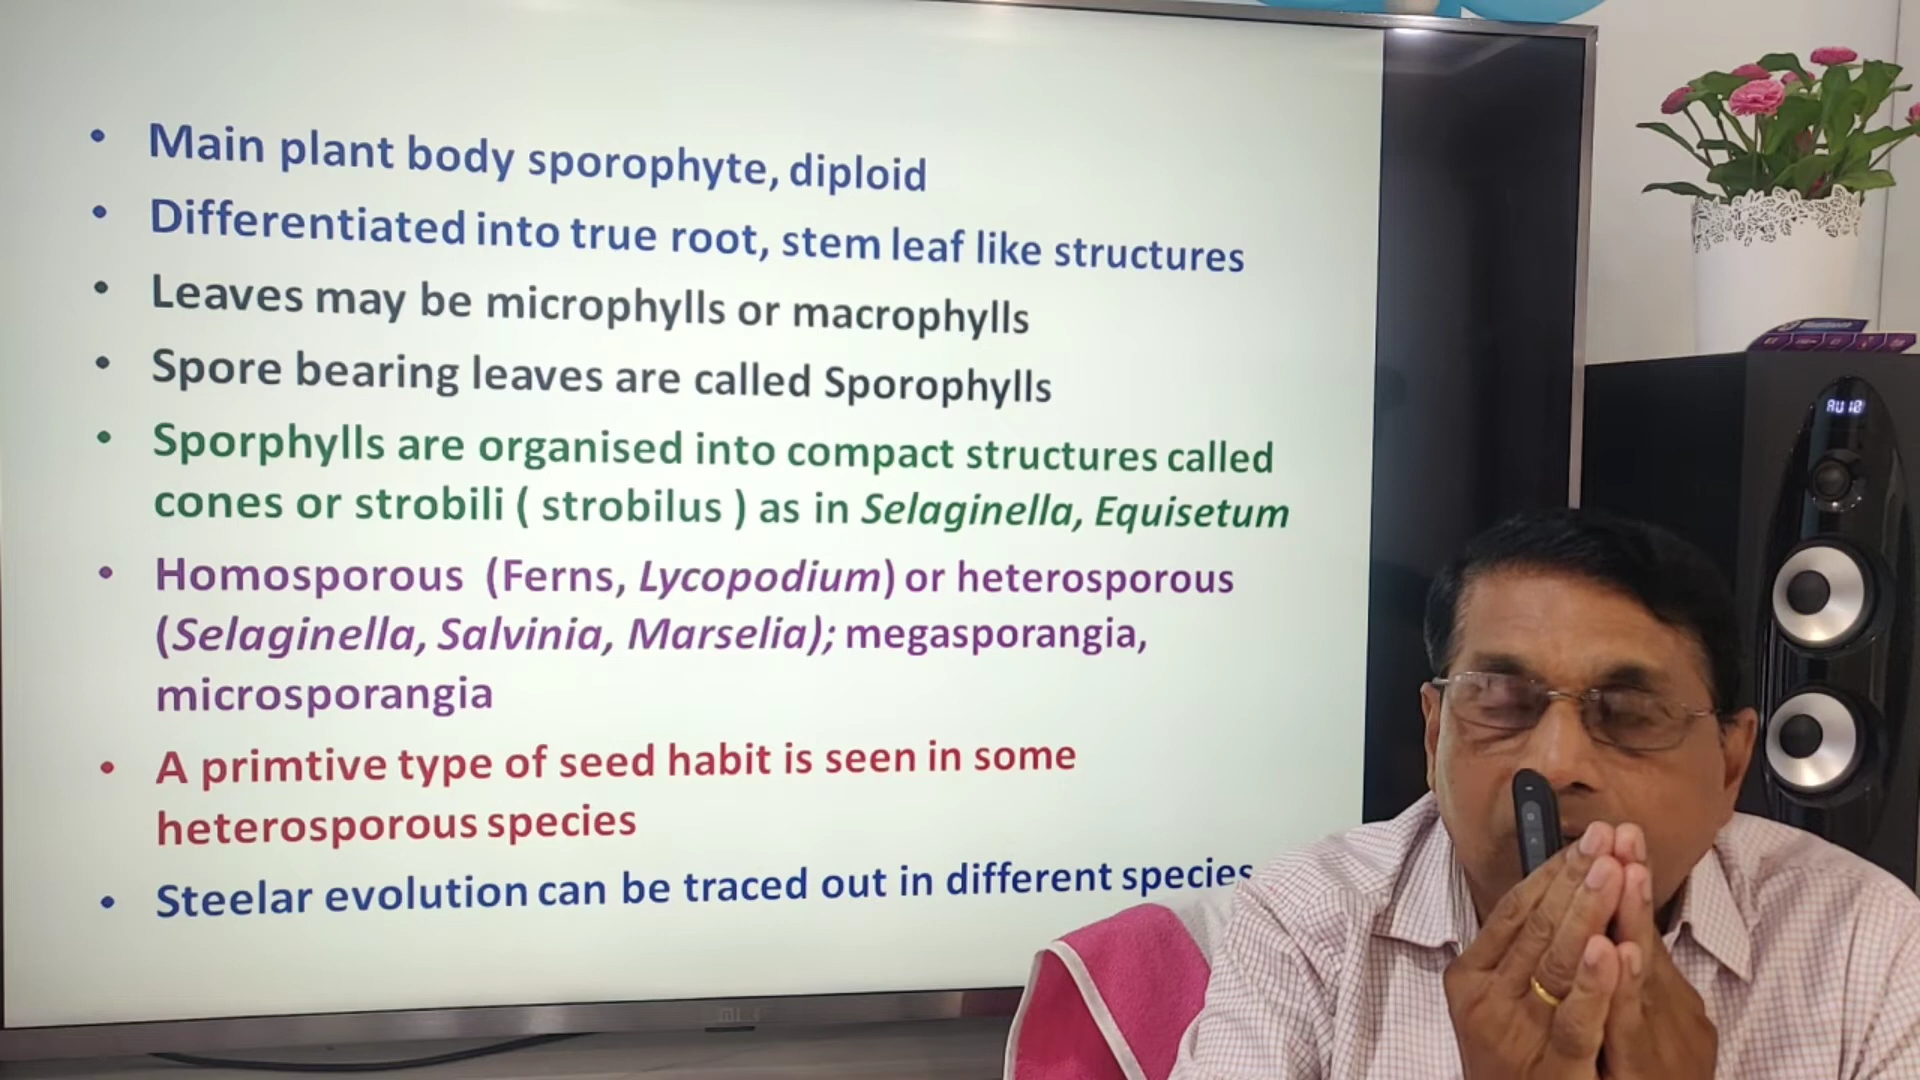 • Main plant body sporophyte, diploid
• Differentiated into true root, stem leaf like structures
• Leaves may be microphylls or macrophylls
• Spore bearing leaves are called Sporophylls
• Sporphylls are organised into compact structures called
cones or strobili ( strobilus ) as in Selaginella, Equisetum
• Homosporous (Ferns, Lycopodium) or heterosporous
(Selaginella, Salvinia, Marselia); megasporangia,
microsporangia
• A primtive type of seed habit is seen in some
heterosporous species
• Steelar evolution can be traced out in different species